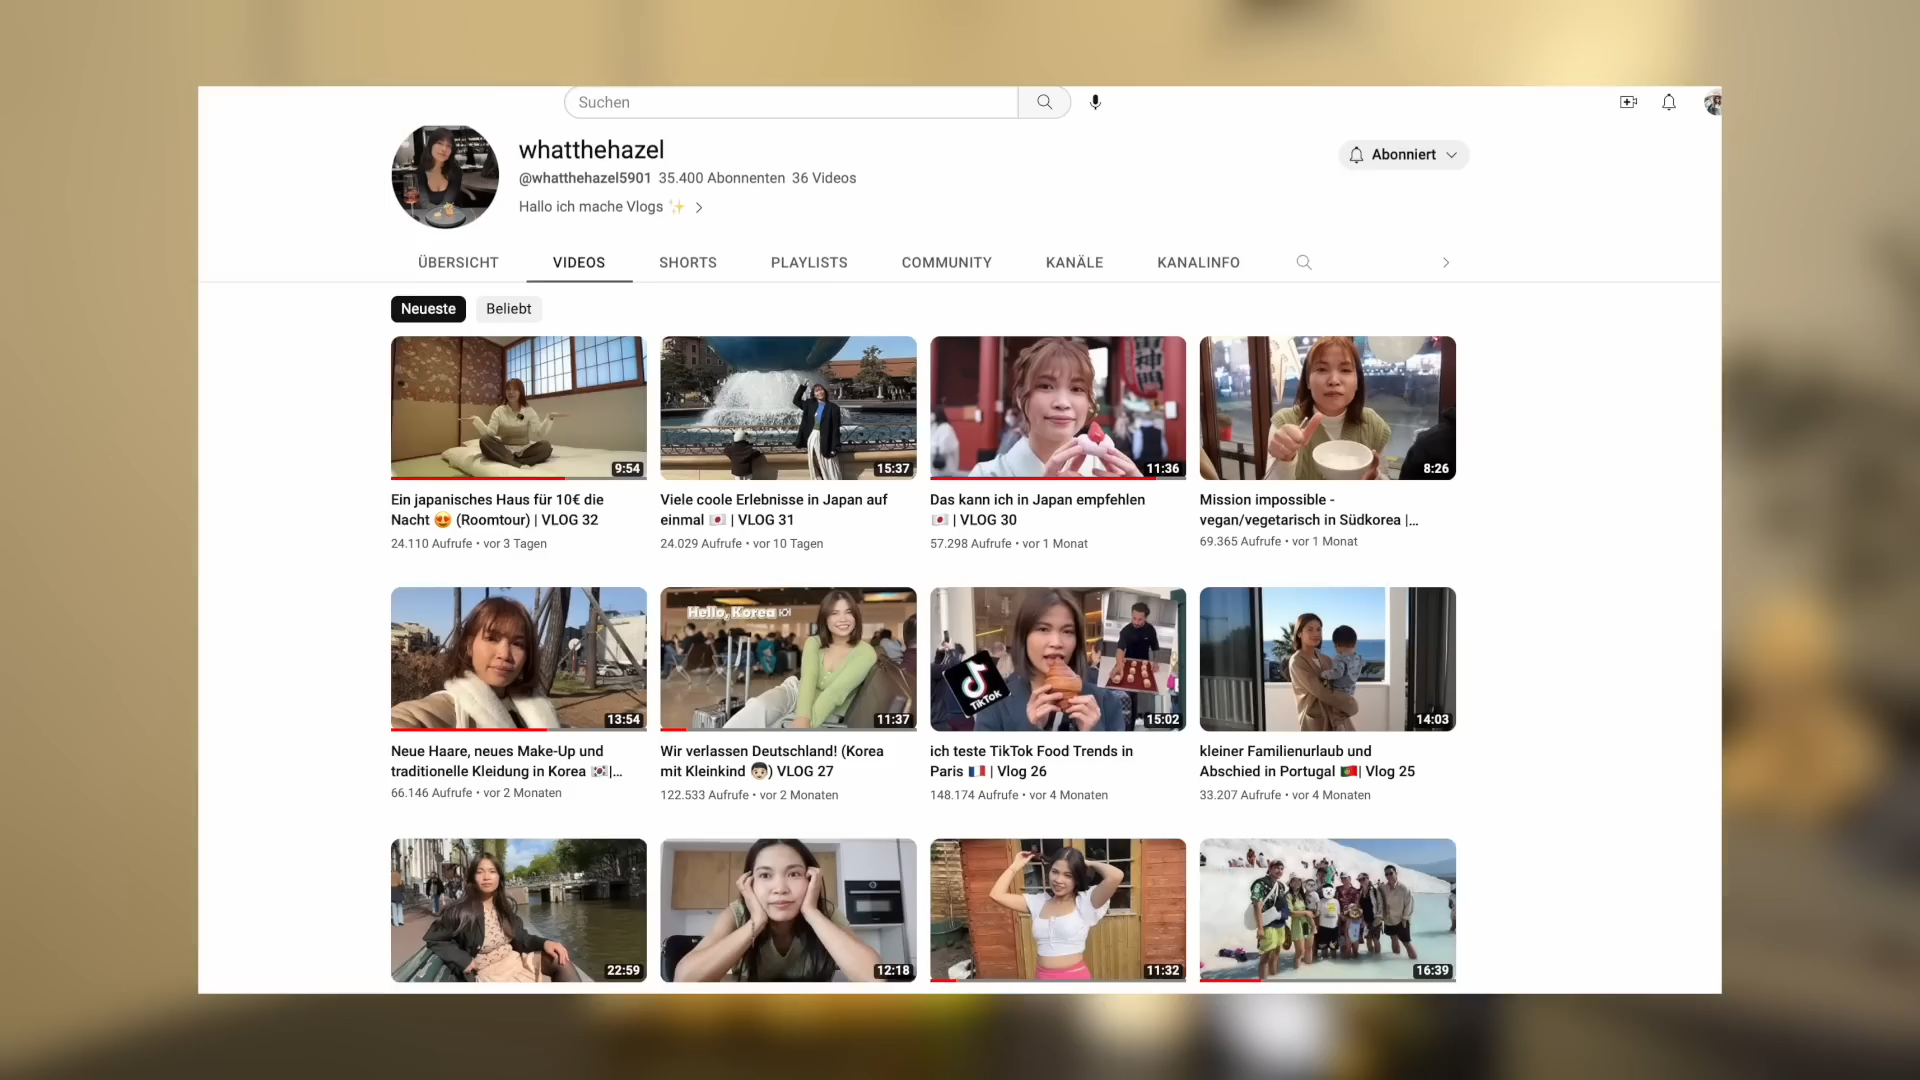 Suchen
whatthehazel
@whatthehazel5901 35.400 Abonnenten 36 Videos
Hallo ich mache Vlogs ✨
Abonniert
ÜBERSICHT VIDEOS SHORTS PLAYLISTS COMMUNITY KANÄLE KANALINFO
Neueste Beliebt
9:54
15:37
11:36
8:26
Ein japanisches Haus für 10€ die
Nacht 😍 (Roomtour) | VLOG 32
24.110 Aufrufe • vor 3 Tagen
Viele coole Erlebnisse in Japan auf
einmal 🇯🇵 | VLOG 31
24.029 Aufrufe • vor 10 Tagen
Das kann ich in Japan empfehlen
🇯🇵 | VLOG 30
57.298 Aufrufe • vor 1 Monat
Mission impossible -
vegan/vegetarisch in Südkorea |...
69.365 Aufrufe • vor 1 Monat
13:54
Hello, Korea 🇰🇷
11:37
TikTok
15:02
14:03
Neue Haare, neues Make-Up und
traditionelle Kleidung in Korea 🇰🇷|...
66.146 Aufrufe • vor 2 Monaten
Wir verlassen Deutschland! (Korea
mit Kleinkind 👦🏻) VLOG 27
122.533 Aufrufe • vor 2 Monaten
ich teste TikTok Food Trends in
Paris 🇫🇷 | Vlog 26
148.174 Aufrufe • vor 4 Monaten
kleiner Familienurlaub und
Abschied in Portugal 🇵🇹| Vlog 25
33.207 Aufrufe • vor 4 Monaten
22:59
12:18
11:32
16:39